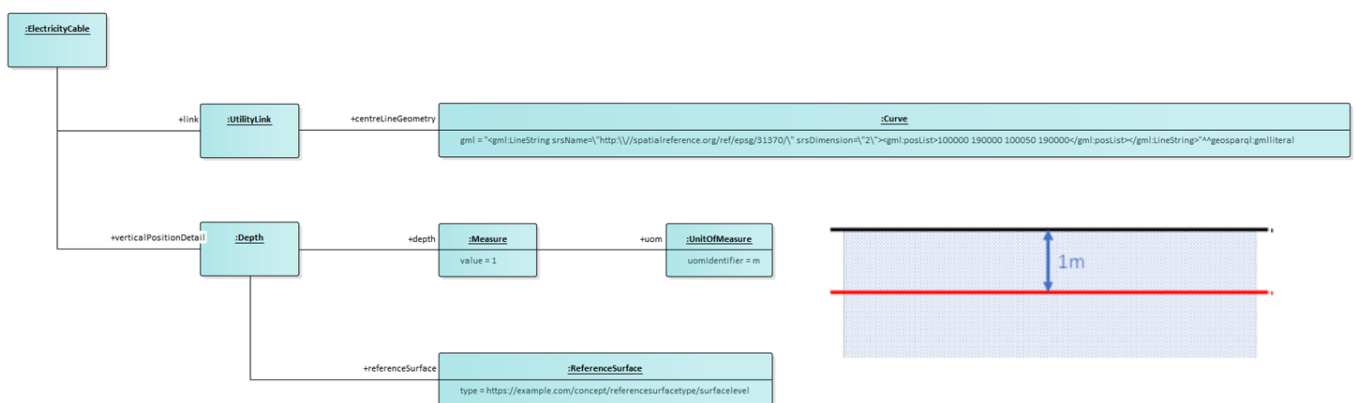 :ElectricityCable
+link
:UtilityLink
+centreLineGeometry
:Curve
gml = "<gml:LineString srsName=\"http:\\//spatialreference.org/ref/epsg/31370/\" srsDimension=\"2\"><gml:posList>100000 190000 100050 190000</gml:posList></gml:LineString>"^^geosparql:gmlliteral
+verticalPositionDetail
:Depth
+depth
:Measure
value = 1
+uom
:UnitOfMeasure
uomIdentifier = m
1m
+referenceSurface
:ReferenceSurface
type = https://example.com/concept/referencesurfacetype/surfacelevel